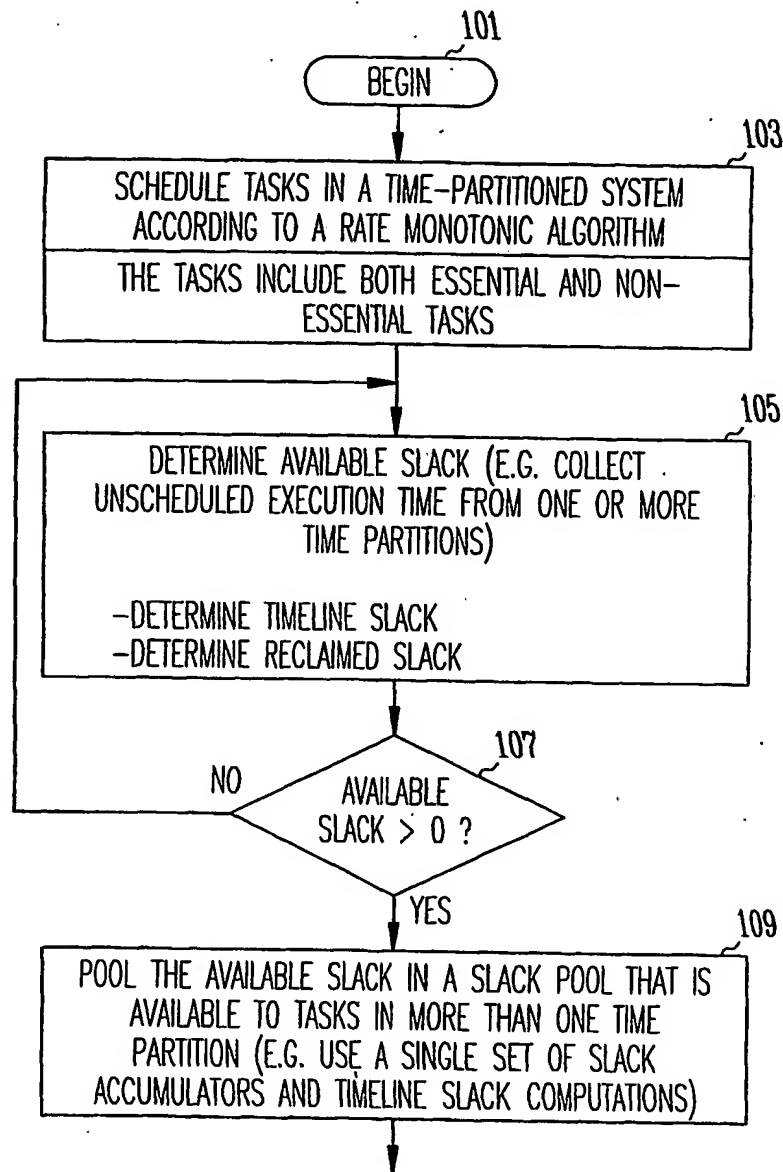 101
BEGIN
103
SCHEDULE TASKS IN A TIME-PARTITIONED SYSTEM
ACCORDING TO A RATE MONOTONIC ALGORITHM
THE TASKS INCLUDE BOTH ESSENTIAL AND NON-
ESSENTIAL TASKS
105
DETERMINE AVAILABLE SLACK (E.G. COLLECT
UNSCHEDULED EXECUTION TIME FROM ONE OR MORE
TIME PARTITIONS)
-DETERMINE TIMELINE SLACK
-DETERMINE RECLAIMED SLACK
107
NO
AVAILABLE
SLACK > 0 ?
YES
109
POOL THE AVAILABLE SLACK IN A SLACK POOL THAT IS
AVAILABLE TO TASKS IN MORE THAN ONE TIME
PARTITION (E.G. USE A SINGLE SET OF SLACK
ACCUMULATORS AND TIMELINE SLACK COMPUTATIONS)